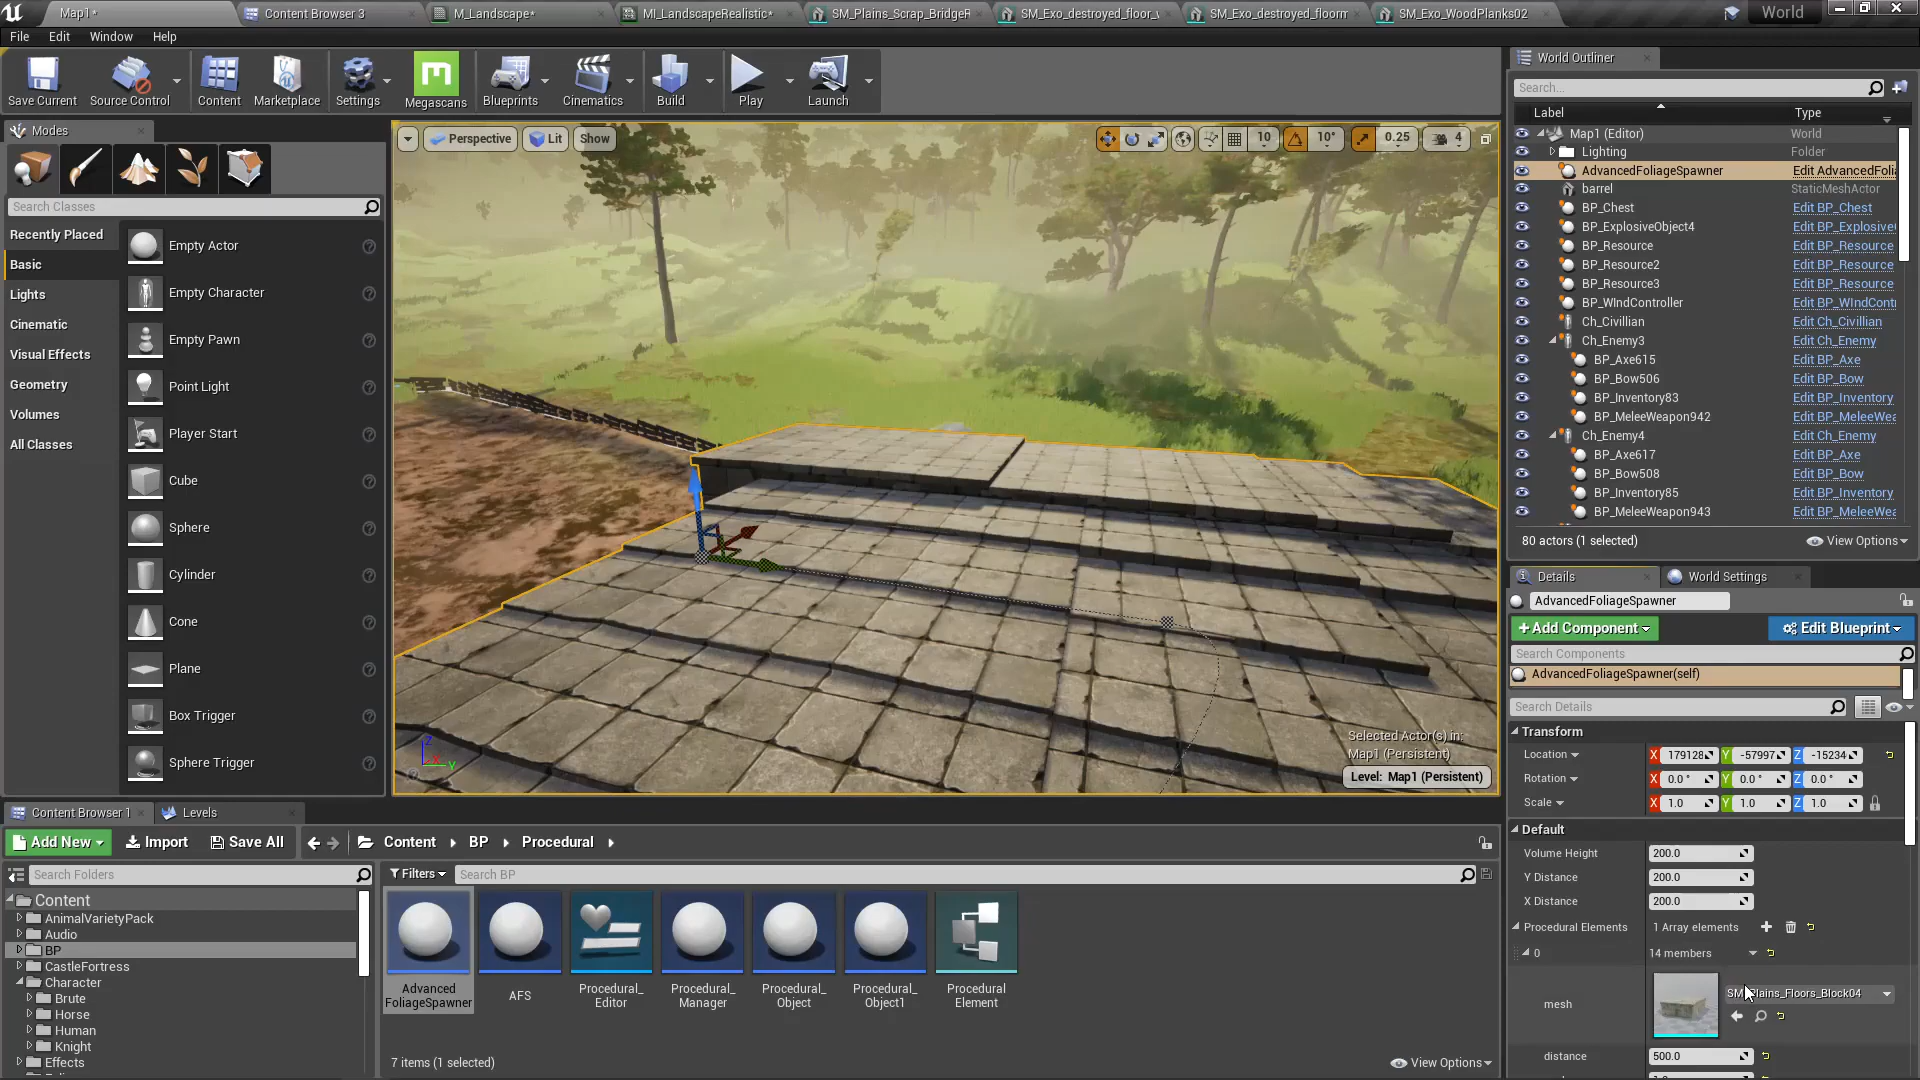 Map1*
Content Browser 3
M_Landscape*
MI_LandscapeRealistic*
SM_Plains_Scrap_BridgeR
SM_Exo_destroyed_floor_
SM_Exo_destroyed_floorm
SM_Exo_WoodPlanks02
World
File Edit Window Help
Save Current
Source Control
Content
Marketplace
Settings
Megascans
Blueprints
Cinematics
Build
Play
Launch
Modes
Search Classes
Recently Placed
Basic
Lights
Cinematic
Visual Effects
Geometry
Volumes
All Classes
Empty Actor
Empty Character
Empty Pawn
Point Light
Player Start
Cube
Sphere
Cylinder
Cone
Plane
Box Trigger
Sphere Trigger
Perspective
Lit
Show
10
10°
0.25
4
Selected Actor(s) in:
Map1 (Persistent)
Level: Map1 (Persistent)
World Outliner
Search...
Label Type
Map1 (Editor) World
Lighting Folder
AdvancedFoliageSpawner Edit AdvancedFolia
barrel StaticMeshActor
BP_Chest Edit BP_Chest
BP_ExplosiveObject4 Edit BP_Explosive
BP_Resource Edit BP_Resource
BP_Resource2 Edit BP_Resource
BP_Resource3 Edit BP_Resource
BP_WIndController Edit BP_WIndContr
Ch_Civillian Edit Ch_Civillian
Ch_Enemy3 Edit Ch_Enemy
BP_Axe615 Edit BP_Axe
BP_Bow506 Edit BP_Bow
BP_Inventory83 Edit BP_Inventory
BP_MeleeWeapon942 Edit BP_MeleeWea
Ch_Enemy4 Edit Ch_Enemy
BP_Axe617 Edit BP_Axe
BP_Bow508 Edit BP_Bow
BP_Inventory85 Edit BP_Inventory
BP_MeleeWeapon943 Edit BP_MeleeWea
80 actors (1 selected)
View Options
Details
World Settings
AdvancedFoliageSpawner
+Add Component
Edit Blueprint
Search Components
AdvancedFoliageSpawner(self)
Search Details
Transform
Location X 179128 Y -57997 Z -15234
Rotation X 0.0 ° Y 0.0 ° Z 0.0 °
Scale X 1.0 Y 1.0 Z 1.0
Default
Volume Height 200.0
Y Distance 200.0
X Distance 200.0
Procedural Elements 1 Array elements
0 14 members
mesh
distance 500.0
Content Browser 1
Levels
Add New
Import
Save All
Content
BP
Procedural
Search Folders
Filters
Search BP
Content
AnimalVarietyPack
Audio
BP
CastleFortress
Character
Brute
Horse
Human
Knight
Effects
Advanced
FoliageSpawner
AFS
Procedural_
Editor
Procedural_
Manager
Procedural_
Object
Procedural_
Object1
Procedural
Element
7 items (1 selected)
View Options